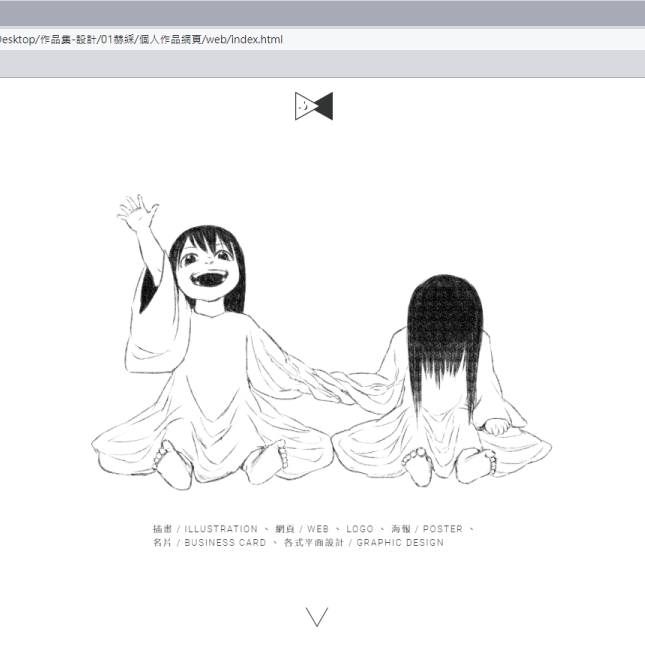 Desktop/作品集-設計/01赫綵/個人作品網頁/web/index.html
插畫 / ILLUSTRATION 、 網頁 / WEB 、 LOGO 、 海報 / POSTER 、
名片 / BUSINESS CARD 、 各式平面設計 / GRAPHIC DESIGN